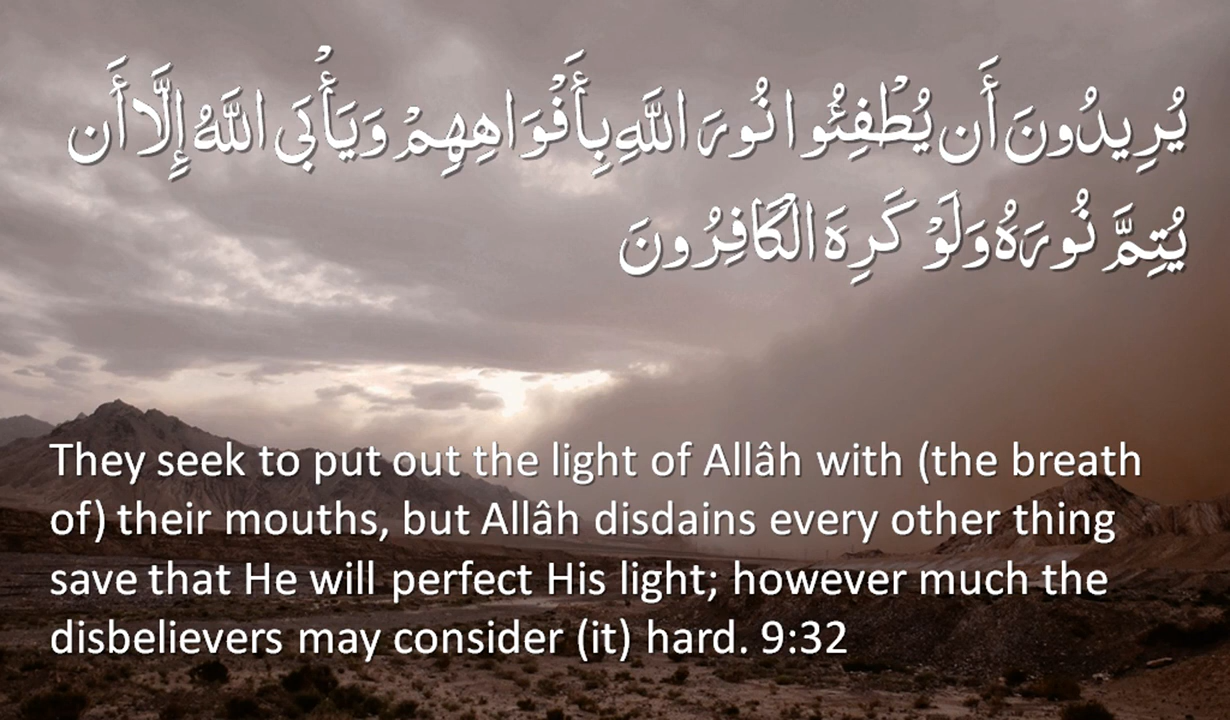 يُرِيدُونَ أَن يُطْفِئُوا نُورَ اللَّهِ بِأَفْوَاهِهِمْ وَيَأْبَى اللَّهُ إِلَّا أَن
يُتِمَّ نُورَهُ وَلَوْ كَرِهَ الْكَافِرُونَ
They seek to put out the light of Allâh with (the breath
of) their mouths, but Allâh disdains every other thing
save that He will perfect His light; however much the
disbelievers may consider (it) hard. 9:32